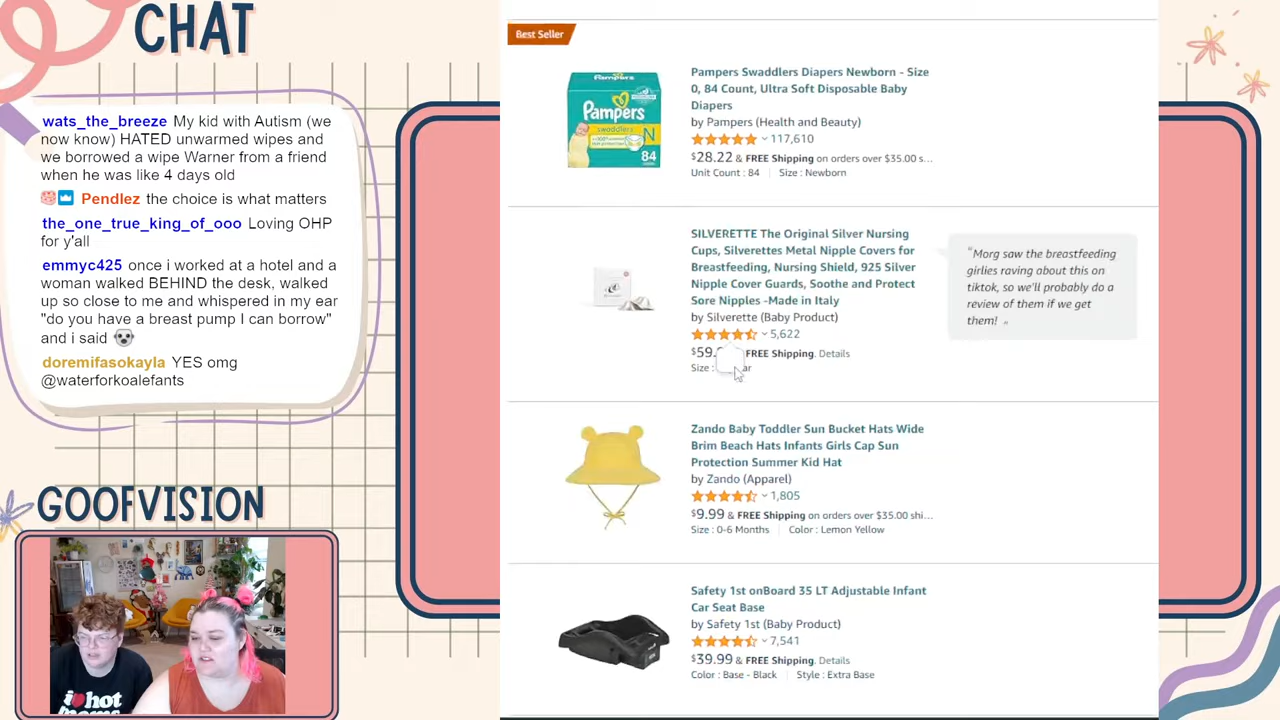 CHAT
wats_the_breeze My kid with Autism (we
now know) HATED unwarmed wipes and
we borrowed a wipe Warner from a friend
when he was like 4 days old
Pendlez the choice is what matters
the_one_true_king_of_ooo Loving OHP
for y'all
emmyc425 once i worked at a hotel and a
woman walked BEHIND the desk, walked
up so close to me and whispered in my ear
"do you have a breast pump I can borrow"
and i said
doremifasokayla YES omg
@waterforkoalefants
GOOFVISION
i hot
Best Seller
Pampers
Pampers
swaddlers
N
84
Pampers Swaddlers Diapers Newborn - Size
0, 84 Count, Ultra Soft Disposable Baby
Diapers
by Pampers (Health and Beauty)
117,610
$28.22 & FREE Shipping on orders over $35.00 s...
Unit Count : 84 | Size : Newborn
SILVERETTE The Original Silver Nursing
Cups, Silverettes Metal Nipple Covers for
Breastfeeding, Nursing Shield, 925 Silver
Nipple Cover Guards, Soothe and Protect
Sore Nipples -Made in Italy
by Silverette (Baby Product)
5,622
$59. FREE Shipping. Details
Size :
"Morg saw the breastfeeding
girlies raving about this on
tiktok, so we'll probably do a
review of them if we get
them! "
Zando Baby Toddler Sun Bucket Hats Wide
Brim Beach Hats Infants Girls Cap Sun
Protection Summer Kid Hat
by Zando (Apparel)
1,805
$9.99 & FREE Shipping on orders over $35.00 shi...
Size : 0-6 Months | Color : Lemon Yellow
Safety 1st onBoard 35 LT Adjustable Infant
Car Seat Base
by Safety 1st (Baby Product)
7,541
$39.99 & FREE Shipping. Details
Color : Base - Black | Style : Extra Base